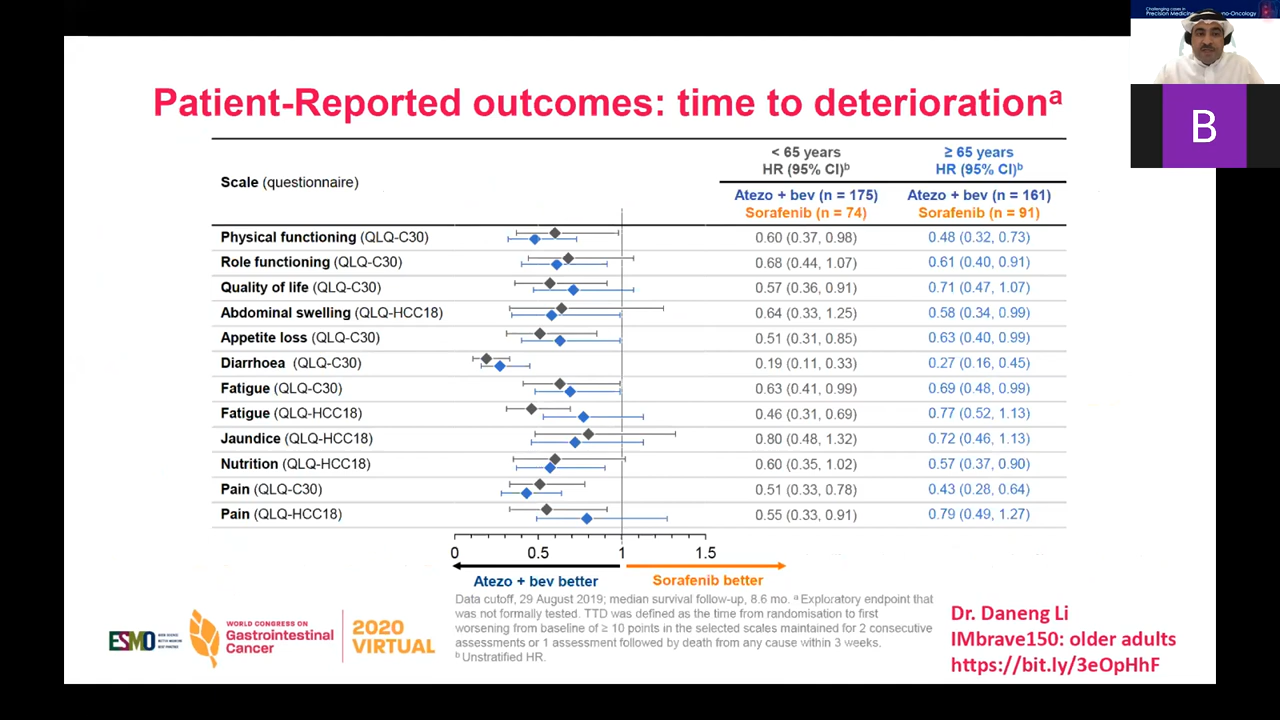 Challenging cases in
Precision Medicine
no-Oncology
B
Patient-Reported outcomes: time to deteriorationᵃ
Scale (questionnaire)
< 65 years
HR (95% CI)ᵇ
≥ 65 years
HR (95% CI)ᵇ
Atezo + bev (n = 175)
Sorafenib (n = 74)
Atezo + bev (n = 161)
Sorafenib (n = 91)
Physical functioning (QLQ-C30) 0.60 (0.37, 0.98) 0.48 (0.32, 0.73)
Role functioning (QLQ-C30) 0.68 (0.44, 1.07) 0.61 (0.40, 0.91)
Quality of life (QLQ-C30) 0.57 (0.36, 0.91) 0.71 (0.47, 1.07)
Abdominal swelling (QLQ-HCC18) 0.64 (0.33, 1.25) 0.58 (0.34, 0.99)
Appetite loss (QLQ-C30) 0.51 (0.31, 0.85) 0.63 (0.40, 0.99)
Diarrhoea (QLQ-C30) 0.19 (0.11, 0.33) 0.27 (0.16, 0.45)
Fatigue (QLQ-C30) 0.63 (0.41, 0.99) 0.69 (0.48, 0.99)
Fatigue (QLQ-HCC18) 0.46 (0.31, 0.69) 0.77 (0.52, 1.13)
Jaundice (QLQ-HCC18) 0.80 (0.48, 1.32) 0.72 (0.46, 1.13)
Nutrition (QLQ-HCC18) 0.60 (0.35, 1.02) 0.57 (0.37, 0.90)
Pain (QLQ-C30) 0.51 (0.33, 0.78) 0.43 (0.28, 0.64)
Pain (QLQ-HCC18) 0.55 (0.33, 0.91) 0.79 (0.49, 1.27)
0 0.5 1 1.5
Atezo + bev better Sorafenib better
Data cutoff, 29 August 2019; median survival follow-up, 8.6 mo. ᵃ Exploratory endpoint that
was not formally tested. TTD was defined as the time from randomisation to first
worsening from baseline of ≥ 10 points in the selected scales maintained for 2 consecutive
assessments or 1 assessment followed by death from any cause within 3 weeks.
ᵇ Unstratified HR.
ESMO
WORLD CONGRESS ON
Gastrointestinal
Cancer
2020
VIRTUAL
Dr. Daneng Li
IMbrave150: older adults
https://bit.ly/3eOpHhF